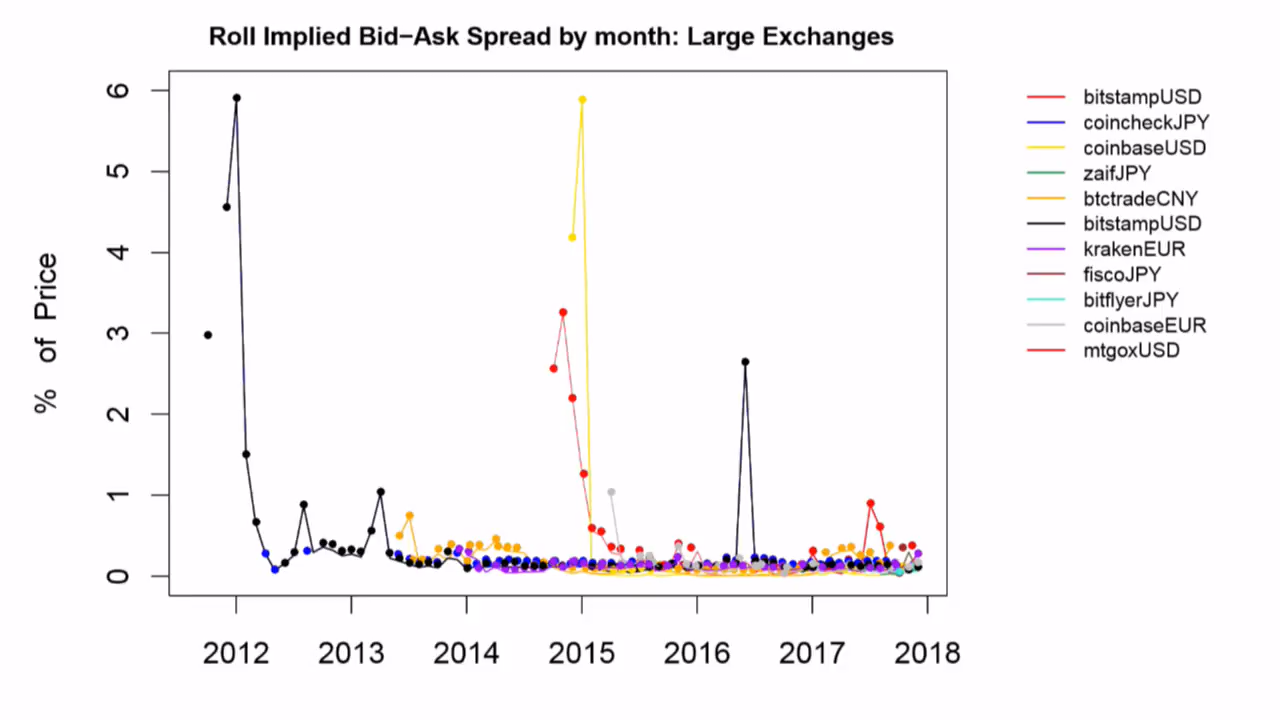 Roll Implied Bid−Ask Spread by month: Large Exchanges
% of Price
6
5
4
3
2
1
0
2012 2013 2014 2015 2016 2017 2018
bitstampUSD
coincheckJPY
coinbaseUSD
zaifJPY
btctradeCNY
bitstampUSD
krakenEUR
fiscoJPY
bitflyerJPY
coinbaseEUR
mtgoxUSD